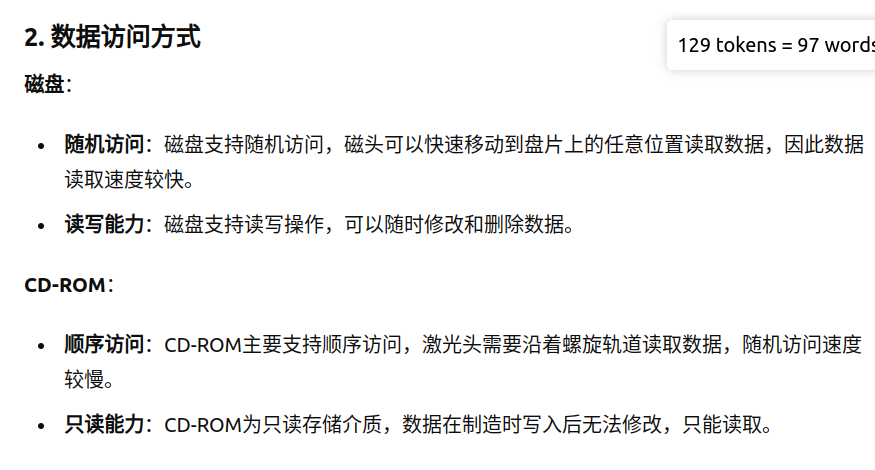 2. 数据访问方式
129 tokens = 97 words
磁盘：
• 随机访问：磁盘支持随机访问，磁头可以快速移动到盘片上的任意位置读取数据，因此数据
读取速度较快。
• 读写能力：磁盘支持读写操作，可以随时修改和删除数据。
CD-ROM：
• 顺序访问：CD-ROM主要支持顺序访问，激光头需要沿着螺旋轨道读取数据，随机访问速度
较慢。
• 只读能力：CD-ROM为只读存储介质，数据在制造时写入后无法修改，只能读取。